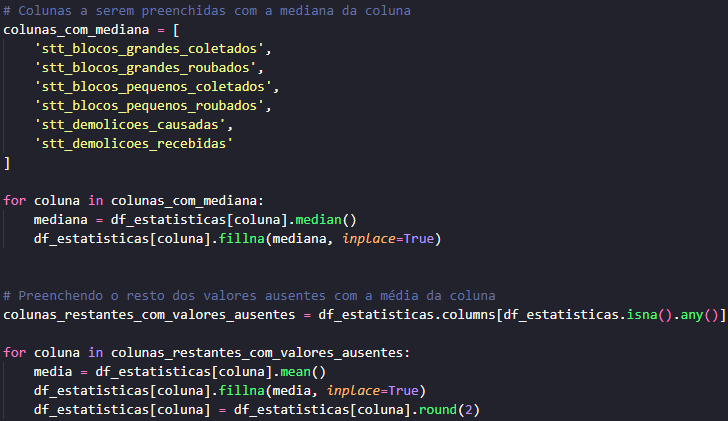 # Colunas a serem preenchidas com a mediana da coluna
colunas_com_mediana = [
    'stt_blocos_grandes_coletados',
    'stt_blocos_grandes_roubados',
    'stt_blocos_pequenos_coletados',
    'stt_blocos_pequenos_roubados',
    'stt_demolicoes_causadas',
    'stt_demolicoes_recebidas'
]
for coluna in colunas_com_mediana:
    mediana = df_estatisticas[coluna].median()
    df_estatisticas[coluna].fillna(mediana, inplace=True)
# Preenchendo o resto dos valores ausentes com a média da coluna
colunas_restantes_com_valores_ausentes = df_estatisticas.columns[df_estatisticas.isna().any()]
for coluna in colunas_restantes_com_valores_ausentes:
    media = df_estatisticas[coluna].mean()
    df_estatisticas[coluna].fillna(media, inplace=True)
    df_estatisticas[coluna] = df_estatisticas[coluna].round(2)